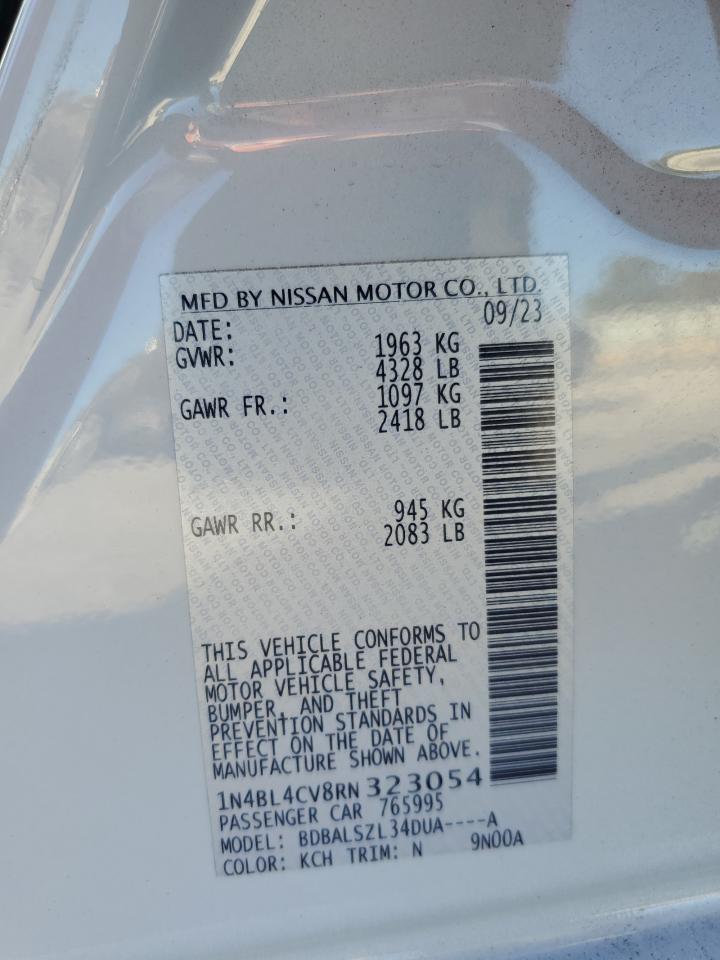 MFD BY NISSAN MOTOR CO., LTD.
DATE: 09/23
GVWR: 1963 KG
4328 LB
GAWR FR.: 1097 KG
2418 LB
GAWR RR.: 945 KG
2083 LB
THIS VEHICLE CONFORMS TO
ALL APPLICABLE FEDERAL
MOTOR VEHICLE SAFETY,
BUMPER, AND THEFT
PREVENTION STANDARDS IN
EFFECT ON THE DATE OF
MANUFACTURE SHOWN ABOVE.
1N4BL4CV8RN 323054
PASSENGER CAR 765995
MODEL: BDBALSZL34DUA----A
COLOR: KCH TRIM: N 9N00A